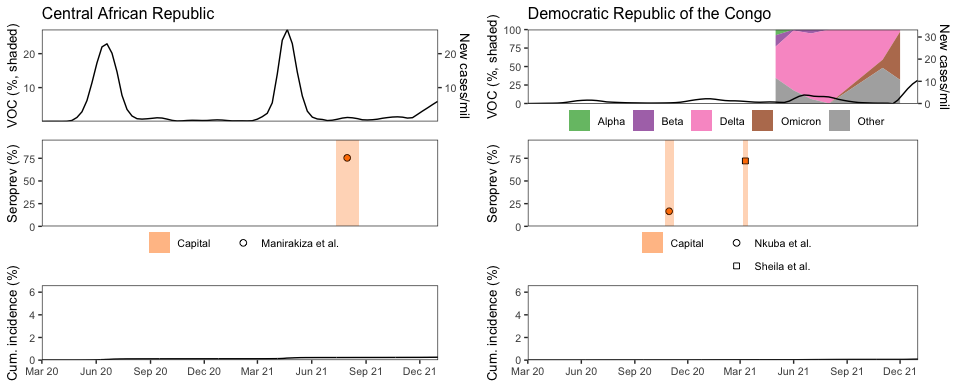 Central African Republic
VOC (%, shaded)
20
10
20
10
New cases/mil
Seroprev (%)
75
50
25
0
Capital
Manirakiza et al.
Cum. incidence (%)
6
4
2
0
Mar 20 Jun 20 Sep 20 Dec 20 Mar 21 Jun 21 Sep 21 Dec 21
Democratic Republic of the Congo
VOC (%, shaded)
100
75
50
25
0
30
20
10
0
New cases/mil
Alpha Beta Delta Omicron Other
Seroprev (%)
75
50
25
0
Capital
Nkuba et al.
Sheila et al.
Cum. incidence (%)
6
4
2
0
Mar 20 Jun 20 Sep 20 Dec 20 Mar 21 Jun 21 Sep 21 Dec 21